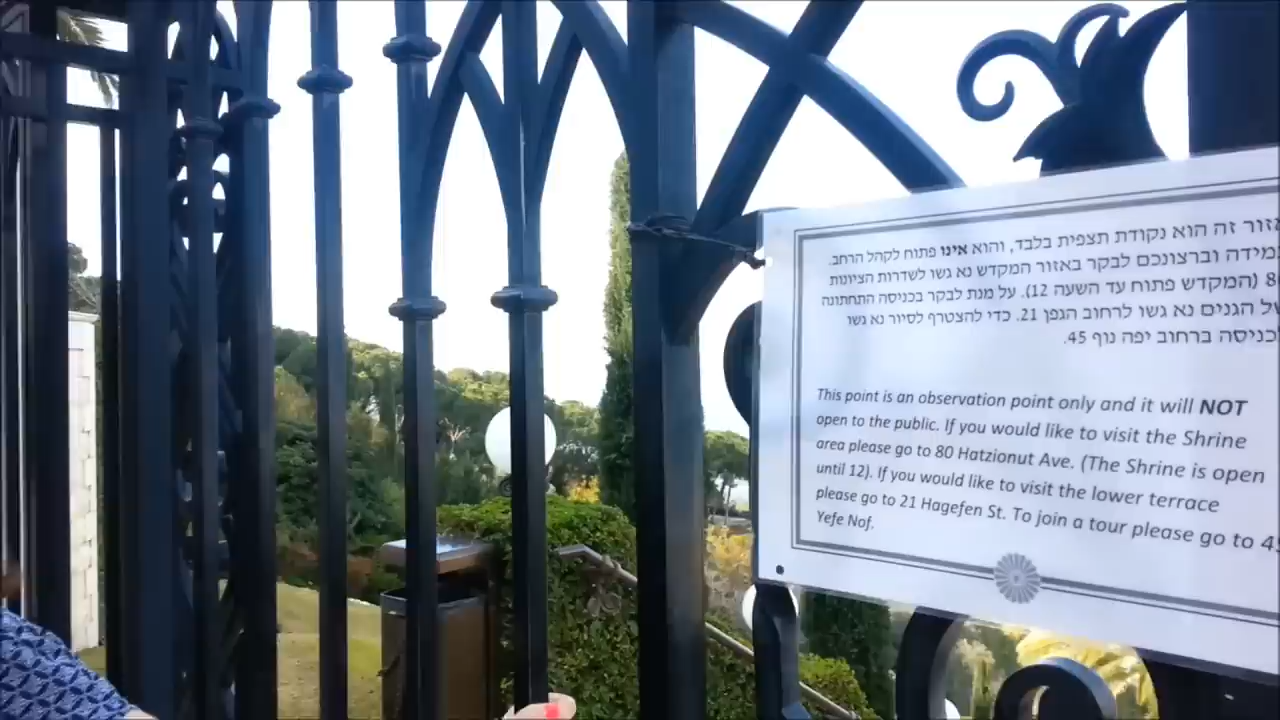 אזור זה הוא נקודת תצפית בלבד, והוא אינו פתוח לקהל הרחב.
במידה וברצונכם לבקר באזור המקדש נא גשו לשדרות הציונות
80 (המקדש פתוח עד השעה 12). על מנת לבקר בכניסה התחתונה
של הגנים נא גשו לרחוב הגפן 21. כדי להצטרף לסיור נא גשו
לכניסה ברחוב יפה נוף 45.
This point is an observation point only and it will NOT
open to the public. If you would like to visit the Shrine
area please go to 80 Hatzionut Ave. (The Shrine is open
until 12). If you would like to visit the lower terrace
please go to 21 Hagefen St. To join a tour please go to 45
Yefe Nof.